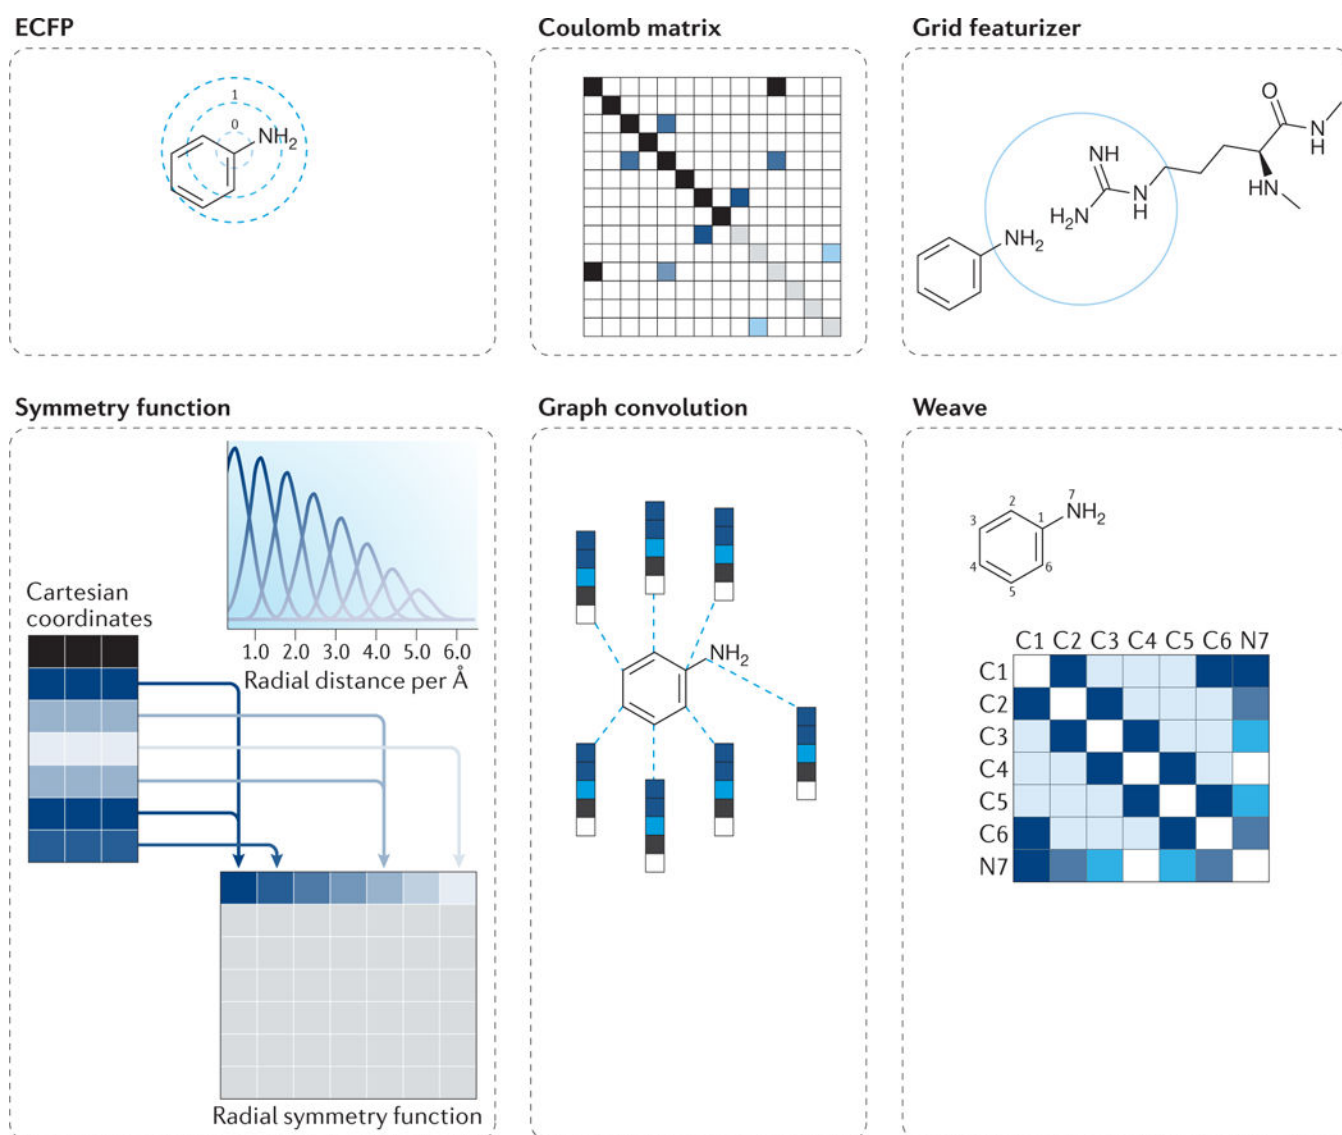 ECFP
1
0
NH2
Coulomb matrix
Grid featurizer
O
NH
N
H
N
H
H2N
HN
NH2
Symmetry function
Cartesian
coordinates
1.0 2.0 3.0 4.0 5.0 6.0
Radial distance per Å
Radial symmetry function
Graph convolution
NH2
Weave
7
2
NH2
3
1
4
6
5
C1 C2 C3 C4 C5 C6 N7
C1
C2
C3
C4
C5
C6
N7